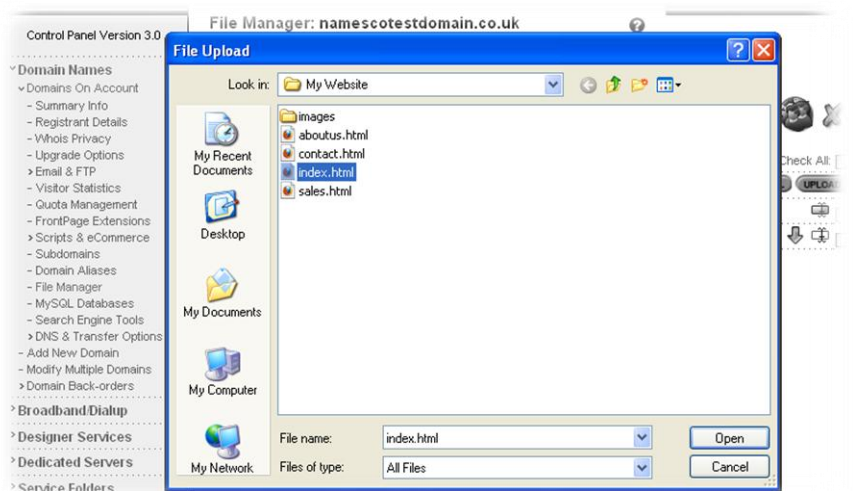 File Manager: namescotestdomain.co.uk
Control Panel Version 3.0
Domain Names
Domains On Account
- Summary Info
- Registrant Details
- Whois Privacy
- Upgrade Options
Email & FTP
- Visitor Statistics
- Quota Management
- FrontPage Extensions
Scripts & eCommerce
- Subdomains
- Domain Aliases
- File Manager
- MySQL Databases
- Search Engine Tools
DNS & Transfer Options
- Add New Domain
- Modify Multiple Domains
Domain Back-orders
Broadband/Dialup
Designer Services
Dedicated Servers
Service Folders
File Upload
Look in:
My Website
My Recent
Documents
Desktop
My Documents
My Computer
My Network
images
aboutus.html
contact.html
index.html
sales.html
File name:
index.html
Open
Files of type:
All Files
Cancel
Check All: